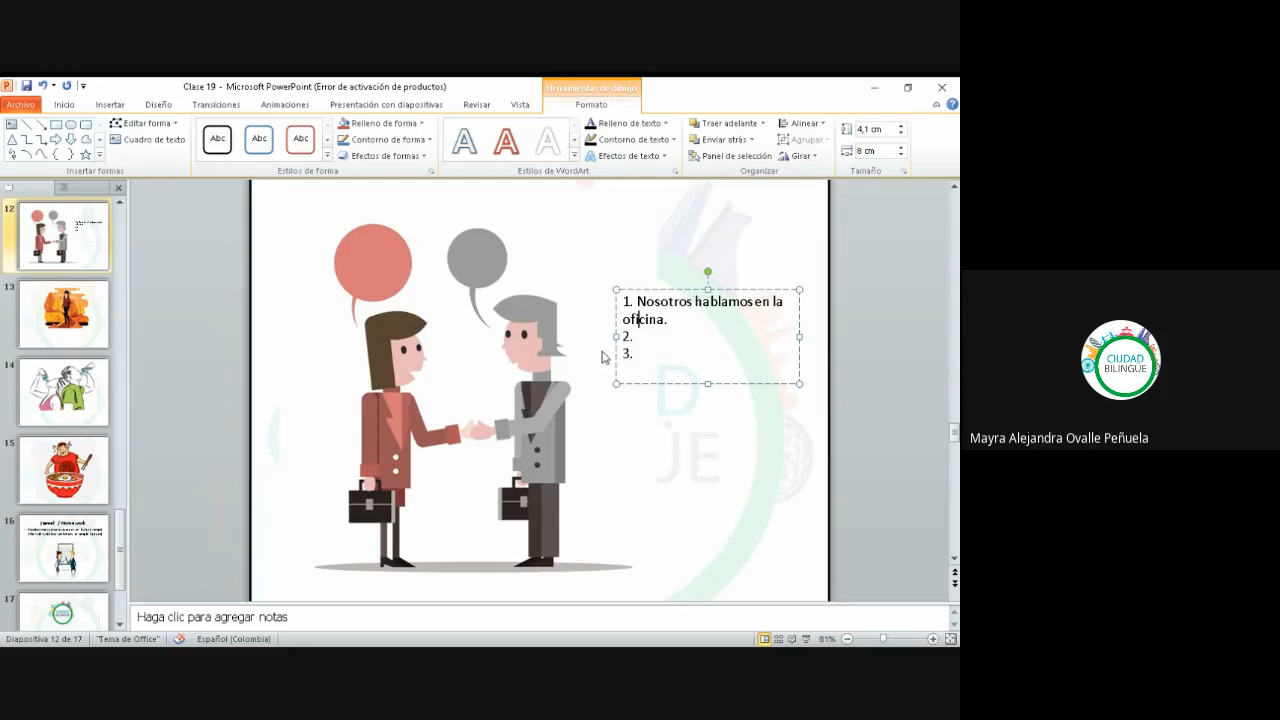 Clase 19 - Microsoft PowerPoint (Error de activación de productos)
Herramientas de dibujo
Archivo Inicio Insertar Diseño Transiciones Animaciones Presentación con diapositivas Revisar Vista Formato
Editar forma
Cuadro de texto
Insertar formas
Abc Abc Abc
Relleno de forma
Contorno de forma
Efectos de formas
Estilos de forma
A A A
Relleno de texto
Contorno de texto
Efectos de texto
Estilos de WordArt
Traer adelante
Enviar atrás
Panel de selección
Alinear
Agrupar
Girar
Organizar
4,1 cm
8 cm
Tamaño
12
13
14
15
16
17
1. Nosotros hablamos en la
oficina.
2.
3.
D
JE
CIUDAD
BILINGÜE
Mayra Alejandra Ovalle Peñuela
Haga clic para agregar notas
Diapositiva 12 de 17 "Tema de Office" Español (Colombia) 81%